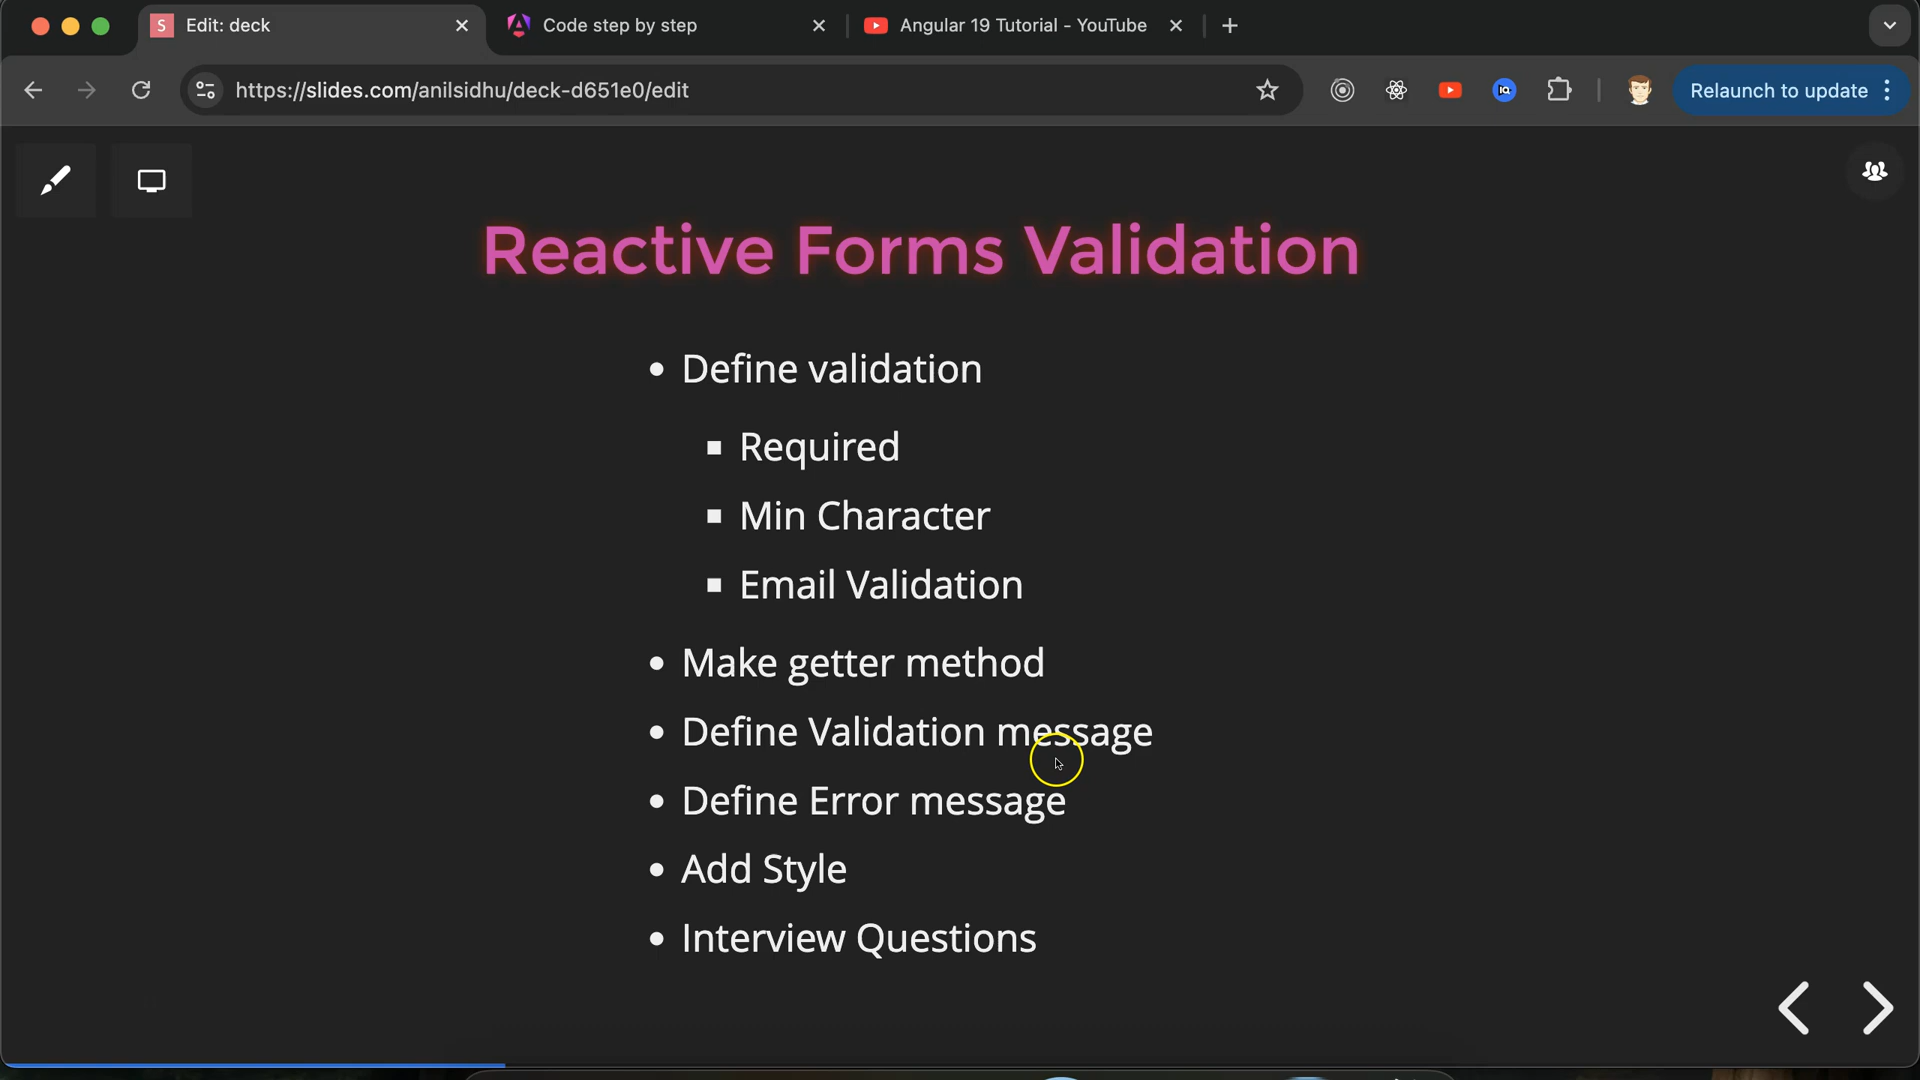 S Edit: deck
Code step by step
Angular 19 Tutorial - YouTube
https://slides.com/anilsidhu/deck-d651e0/edit
IQ
Relaunch to update
Reactive Forms Validation
• Define validation
▪ Required
▪ Min Character
▪ Email Validation
• Make getter method
• Define Validation message
• Define Error message
• Add Style
• Interview Questions